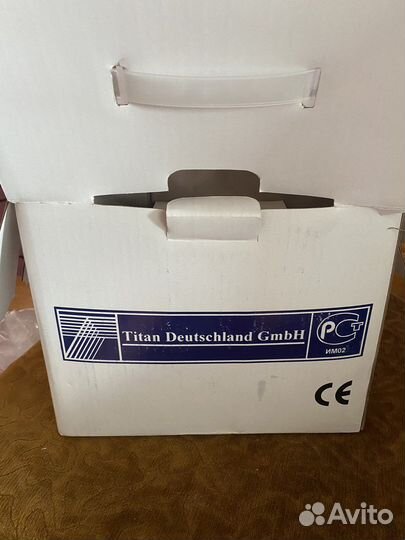 Titan Deutschland GmbH
РСТ
ИМ02
CE
Avito